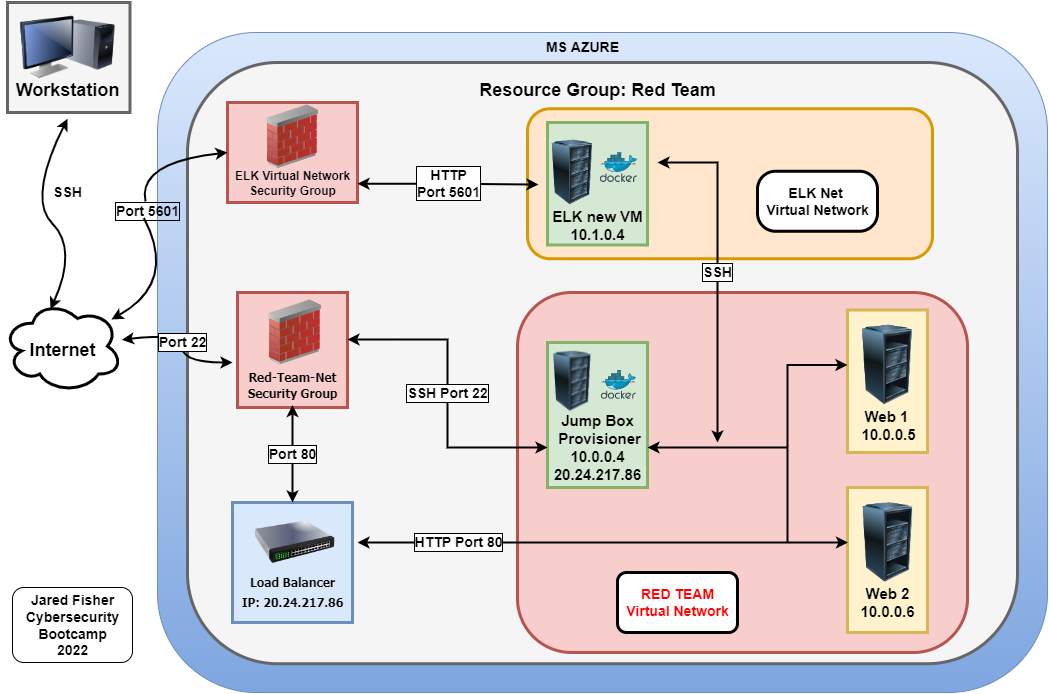 MS AZURE
Workstation
Resource Group: Red Team
ELK Virtual Network
Security Group
HTTP
Port 5601
docker
ELK new VM
10.1.0.4
ELK Net
Virtual Network
SSH
Port 5601
SSH
Internet
Port 22
Red-Team-Net
Security Group
SSH Port 22
docker
Jump Box
Provisioner
10.0.0.4
20.24.217.86
Web 1
10.0.0.5
Port 80
HTTP Port 80
Load Balancer
IP: 20.24.217.86
Web 2
10.0.0.6
RED TEAM
Virtual Network
Jared Fisher
Cybersecurity
Bootcamp
2022